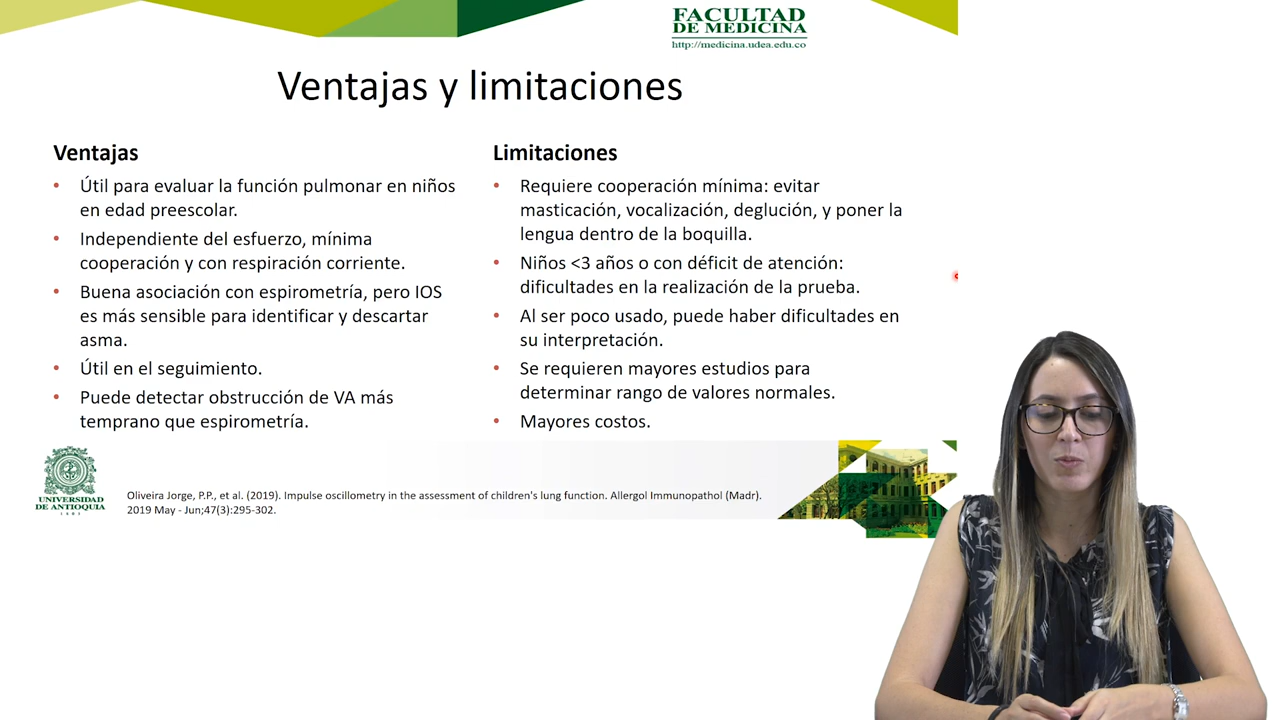 FACULTAD
DE MEDICINA
http://medicina.udea.edu.co
Ventajas y limitaciones
Ventajas
• Útil para evaluar la función pulmonar en niños
en edad preescolar.
• Independiente del esfuerzo, mínima
cooperación y con respiración corriente.
• Buena asociación con espirometría, pero IOS
es más sensible para identificar y descartar
asma.
• Útil en el seguimiento.
• Puede detectar obstrucción de VA más
temprano que espirometría.
Limitaciones
• Requiere cooperación mínima: evitar
masticación, vocalización, deglución, y poner la
lengua dentro de la boquilla.
• Niños <3 años o con déficit de atención:
dificultades en la realización de la prueba.
• Al ser poco usado, puede haber dificultades en
su interpretación.
• Se requieren mayores estudios para
determinar rango de valores normales.
• Mayores costos.
UNIVERSIDAD
DE ANTIOQUIA
1803
Oliveira Jorge, P.P., et al. (2019). Impulse oscillometry in the assessment of children's lung function. Allergol Immunopathol (Madr).
2019 May - Jun;47(3):295-302.